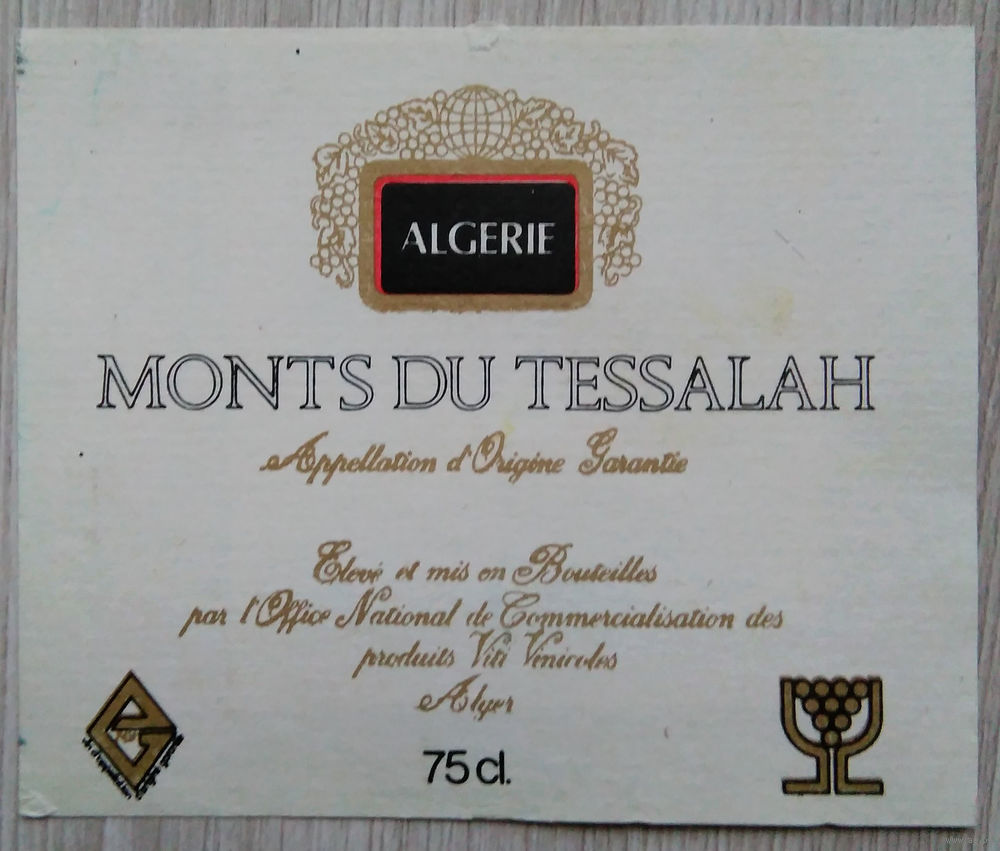 ALGERIE
MONTS DU TESSALAH
Appellation d'Origine Garantie
Elevé et mis en Bouteilles
par l'Office National de Commercialisation des
produits Viti Vinicoles
Alger
75 cl.